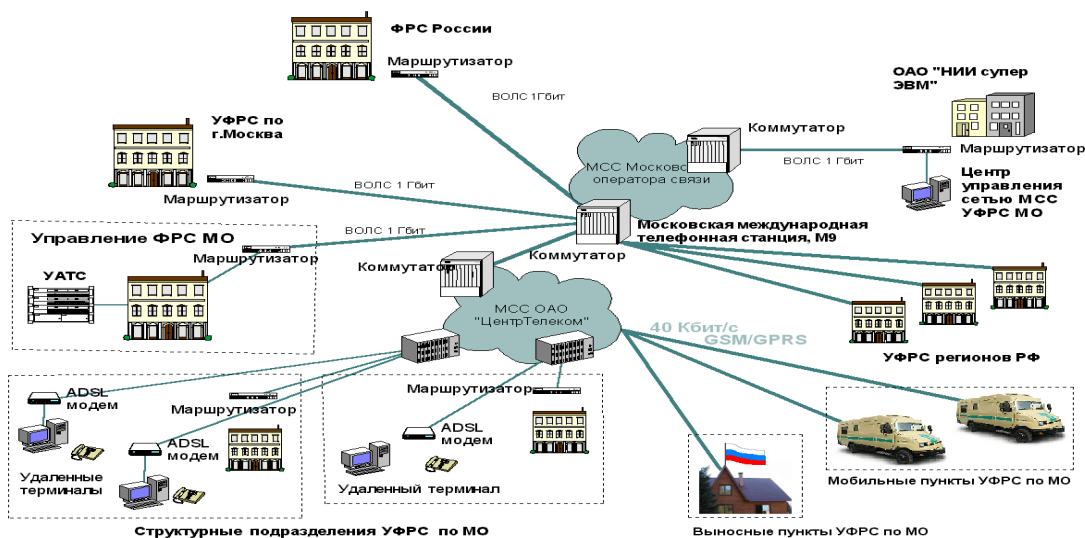 ФРС России
Маршрутизатор
ВОЛС 1Гбит
ОАО "НИИ супер
ЭВМ"
УФРС по
г.Москва
Коммутатор
Маршрутизатор
МСС Московского
оператора связи
ВОЛС 1 Гбит
Маршрутизатор
ВОЛС 1 Гбит
Центр
управления
сетью МСС
УФРС МО
Управление ФРС МО
ВОЛС 1 Гбит
Маршрутизатор
Московская международная
телефонная станция, М9
Коммутатор
Коммутатор
УАТС
МСС ОАО
"ЦентрТелеком"
40 Кбит/с
GSM/GPRS
УФРС регионов РФ
ADSL
модем
Маршрутизатор
Маршрутизатор
ADSL
модем
ADSL
модем
Удаленные
терминалы
Удаленный терминал
Мобильные пункты УФРС по МО
Структурные подразделения УФРС по МО
Выносные пункты УФРС по МО